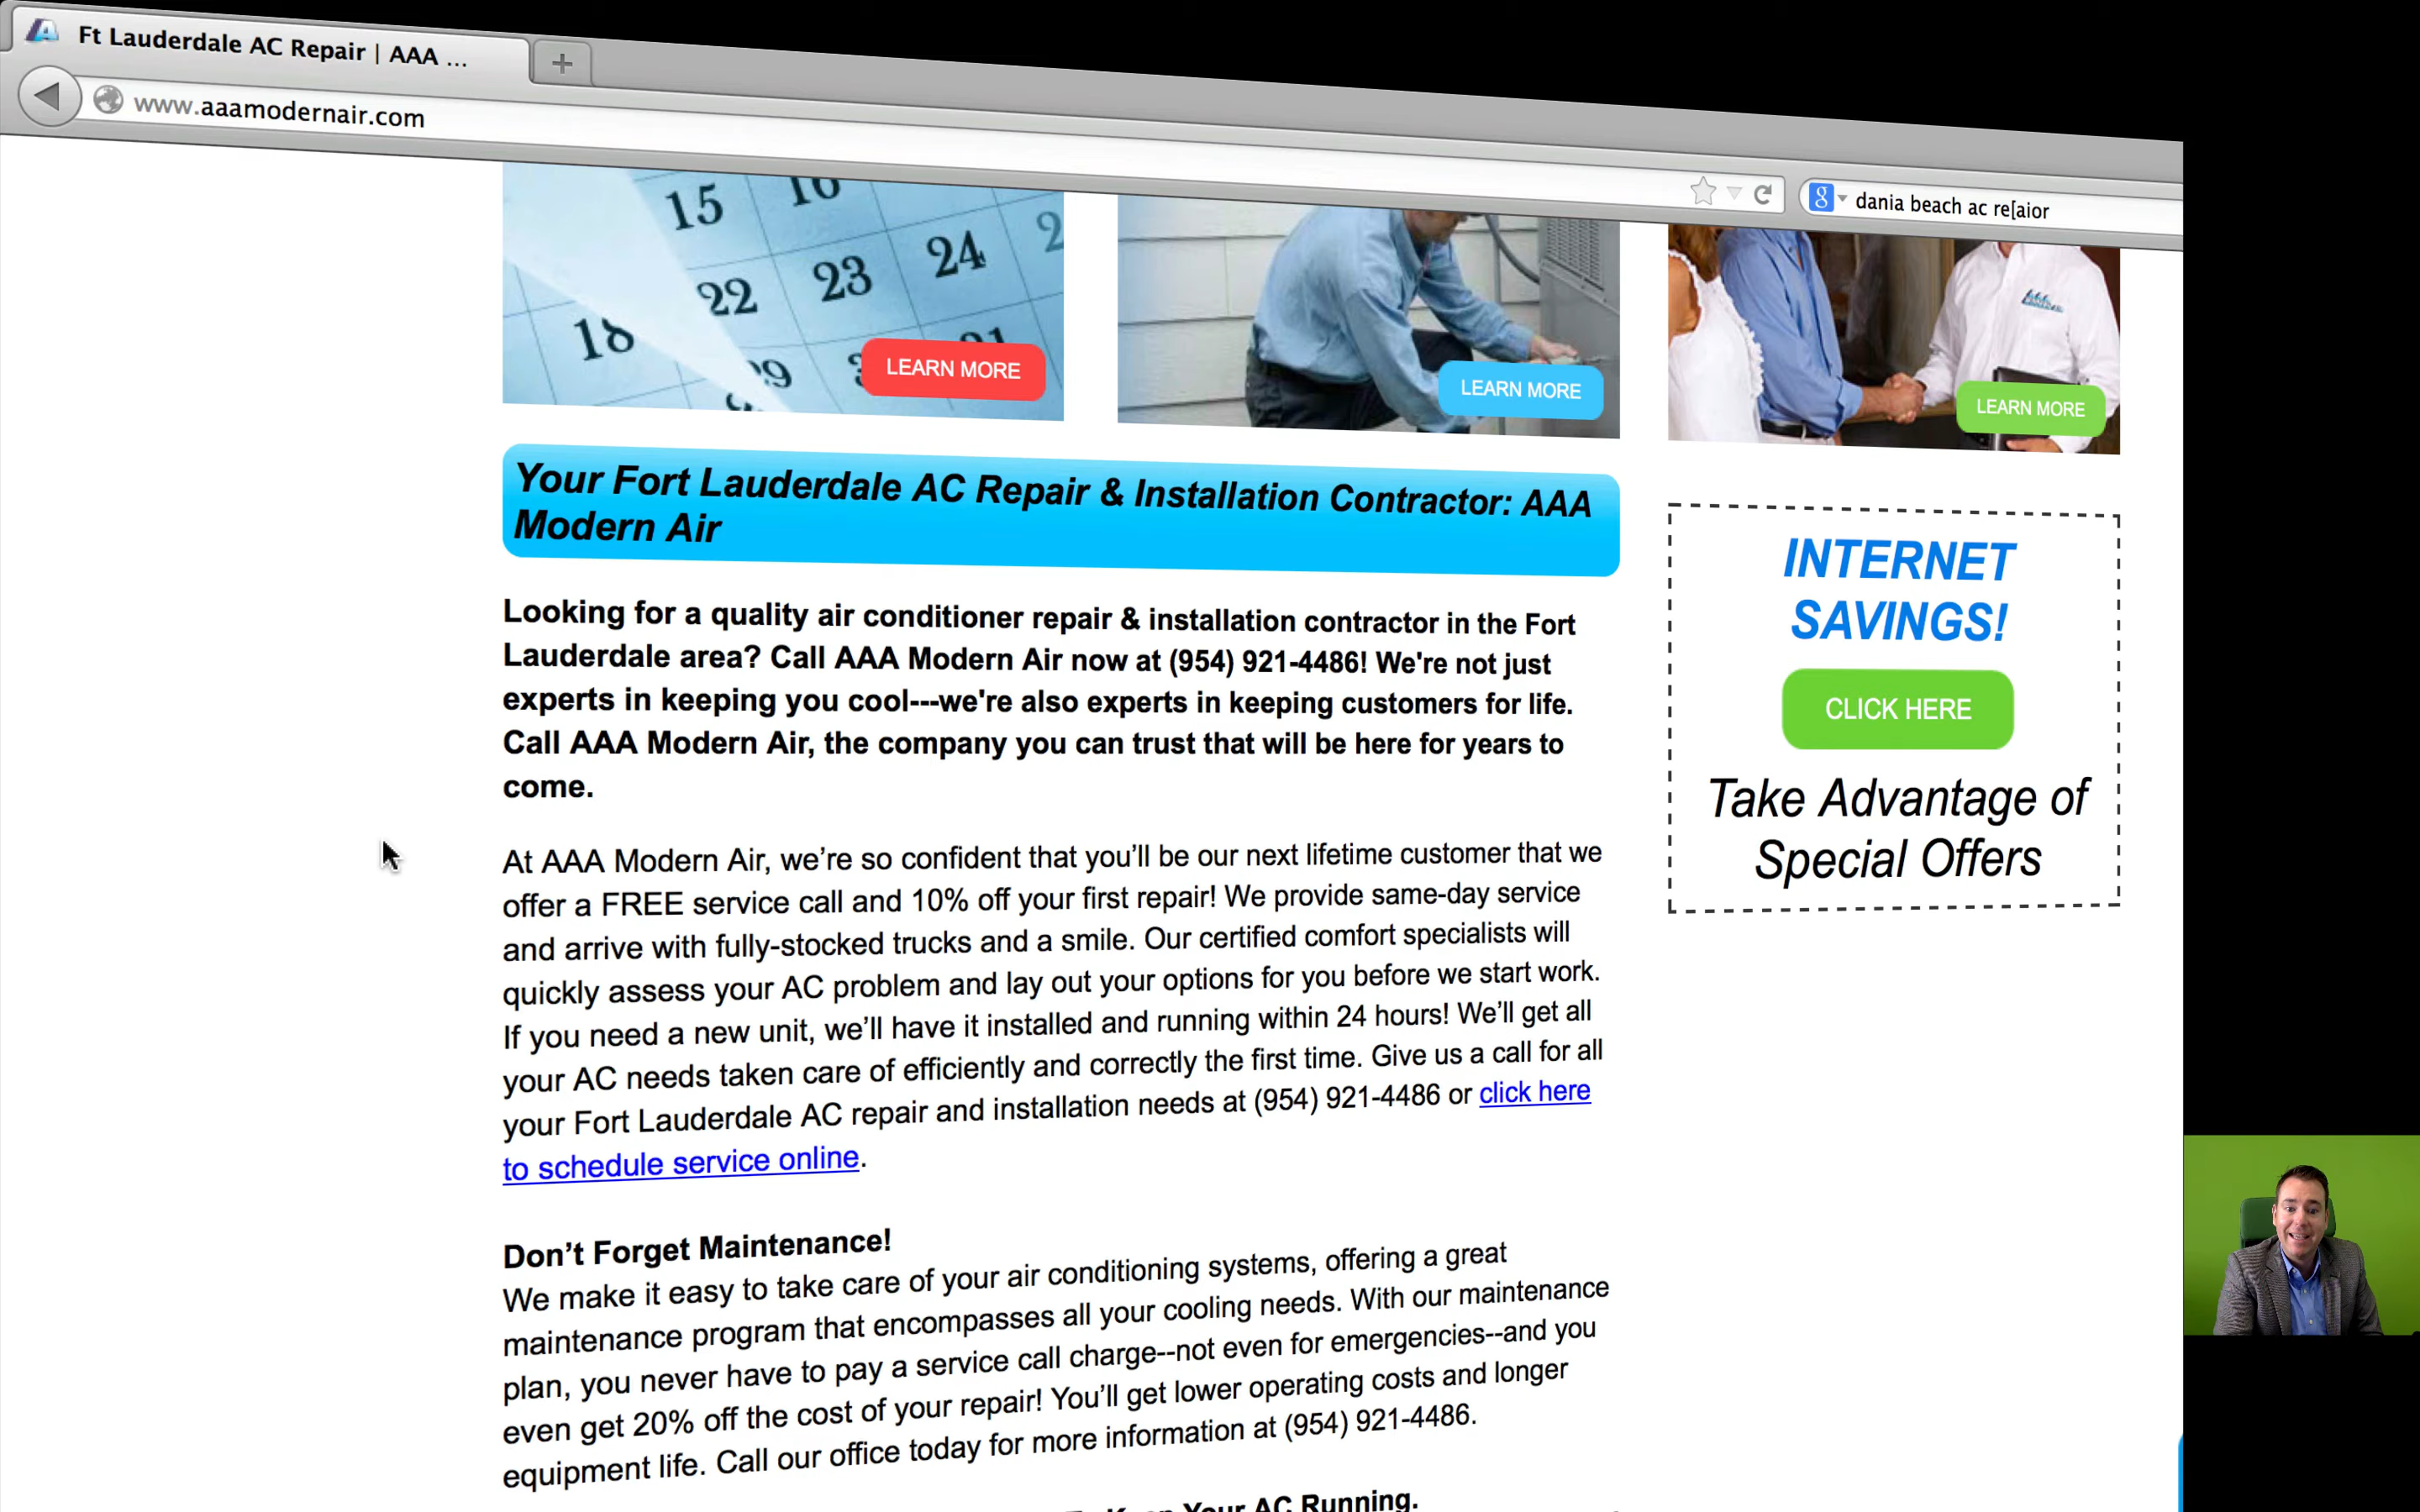 Ft Lauderdale AC Repair | AAA ...
www.aaamodernair.com
dania beach ac re[aior
15 16
22 23 24 2
18 29 31
LEARN MORE
LEARN MORE
LEARN MORE
Your Fort Lauderdale AC Repair & Installation Contractor: AAA
Modern Air
Looking for a quality air conditioner repair & installation contractor in the Fort
Lauderdale area? Call AAA Modern Air now at (954) 921-4486! We're not just
experts in keeping you cool---we're also experts in keeping customers for life.
Call AAA Modern Air, the company you can trust that will be here for years to
come.
At AAA Modern Air, we’re so confident that you’ll be our next lifetime customer that we
offer a FREE service call and 10% off your first repair! We provide same-day service
and arrive with fully-stocked trucks and a smile. Our certified comfort specialists will
quickly assess your AC problem and lay out your options for you before we start work.
If you need a new unit, we’ll have it installed and running within 24 hours! We’ll get all
your AC needs taken care of efficiently and correctly the first time. Give us a call for all
your Fort Lauderdale AC repair and installation needs at (954) 921-4486 or click here
to schedule service online.
Don’t Forget Maintenance!
We make it easy to take care of your air conditioning systems, offering a great
maintenance program that encompasses all your cooling needs. With our maintenance
plan, you never have to pay a service call charge--not even for emergencies--and you
even get 20% off the cost of your repair! You’ll get lower operating costs and longer
equipment life. Call our office today for more information at (954) 921-4486.
Your AC Running.
INTERNET
SAVINGS!
CLICK HERE
Take Advantage of
Special Offers